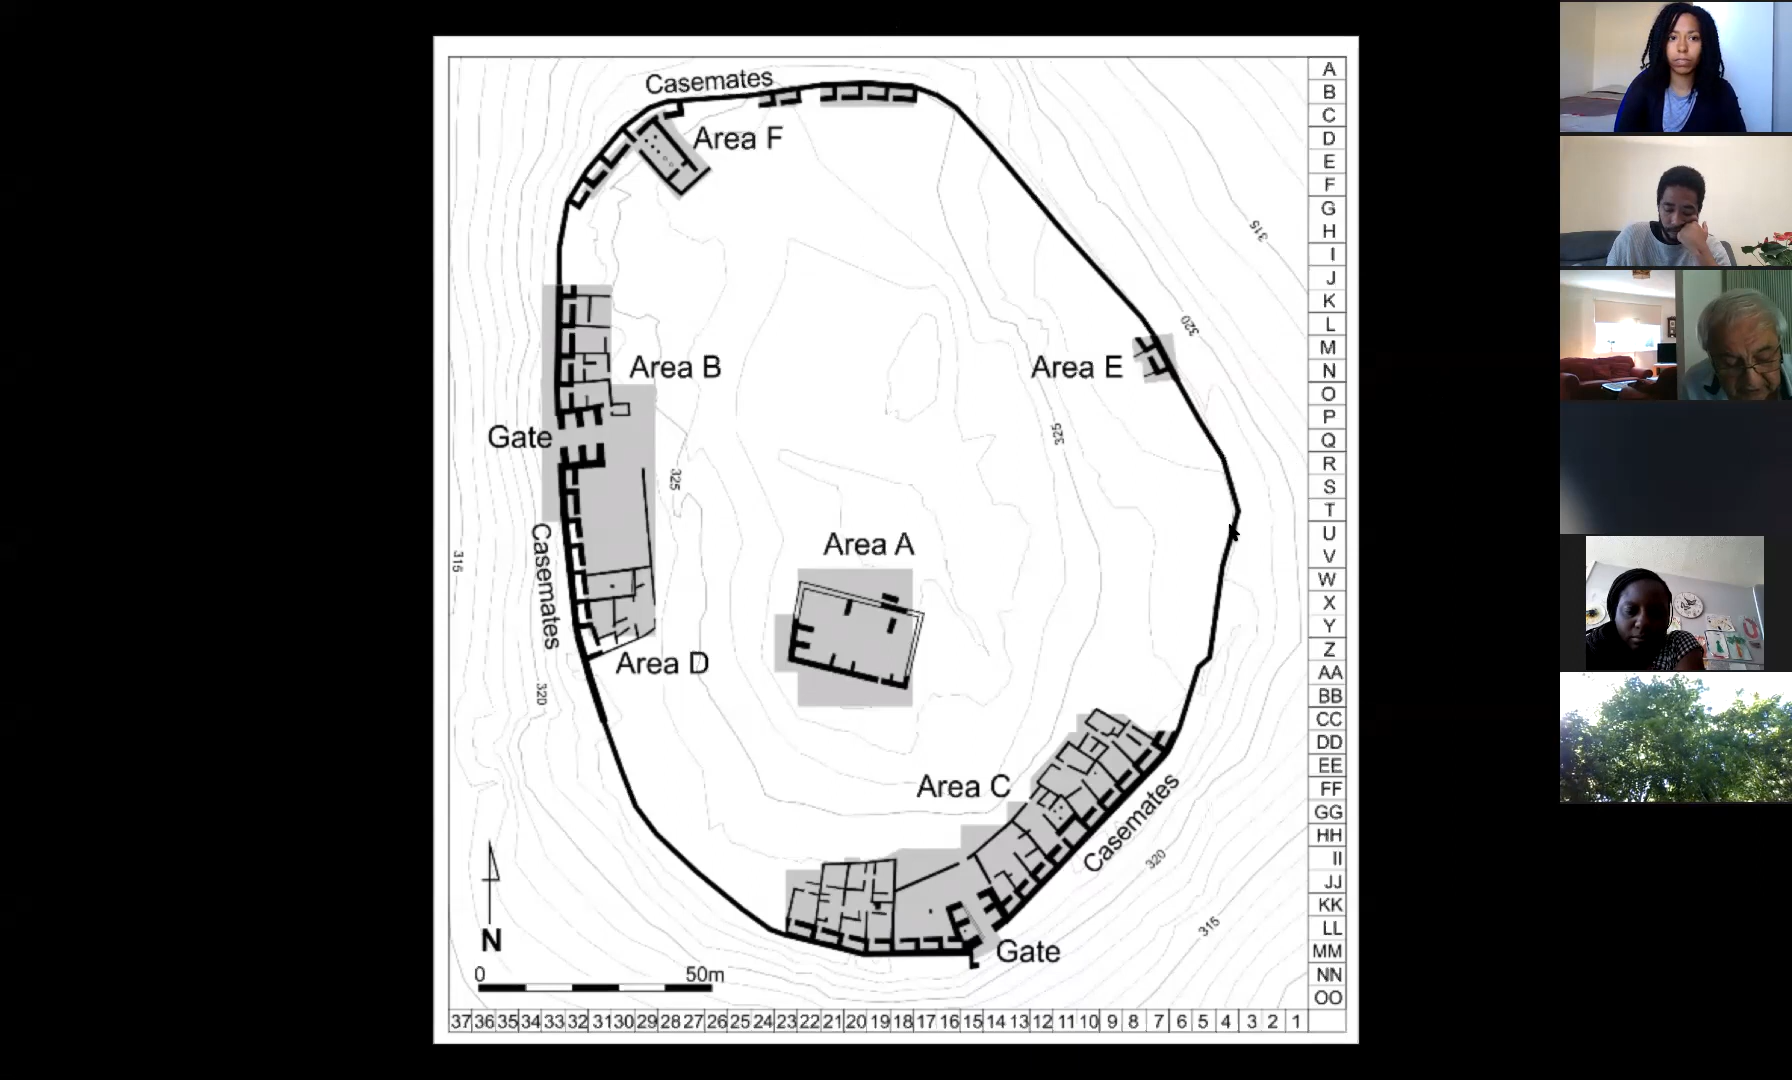 Casemates
Area F
Area B
Area E
Gate
Area A
Casemates
Area D
Area C
Casemates
Gate
315
320
325
325
315
320
320
315
N
0 50m
A
B
C
D
E
F
G
H
I
J
K
L
M
N
O
P
Q
R
S
T
U
V
W
X
Y
Z
AA
BB
CC
DD
EE
FF
GG
HH
II
JJ
KK
LL
MM
NN
OO
37 36 35 34 33 32 31 30 29 28 27 26 25 24 23 22 21 20 19 18 17 16 15 14 13 12 11 10 9 8 7 6 5 4 3 2 1